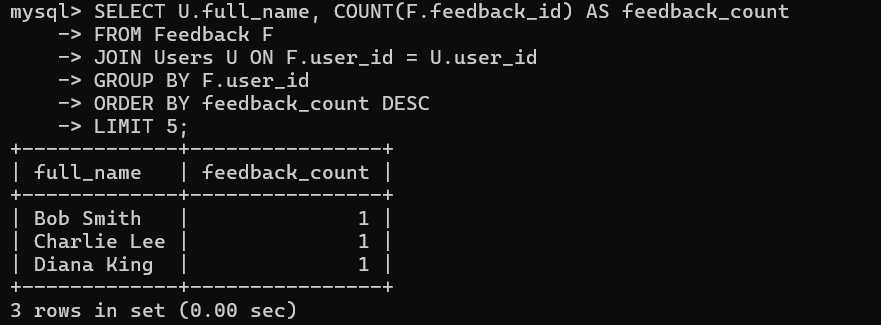 mysql> SELECT U.full_name, COUNT(F.feedback_id) AS feedback_count
    -> FROM Feedback F
    -> JOIN Users U ON F.user_id = U.user_id
    -> GROUP BY F.user_id
    -> ORDER BY feedback_count DESC
    -> LIMIT 5;
+-------------+----------------+
| full_name   | feedback_count |
+-------------+----------------+
| Bob Smith   |              1 |
| Charlie Lee |              1 |
| Diana King  |              1 |
+-------------+----------------+
3 rows in set (0.00 sec)